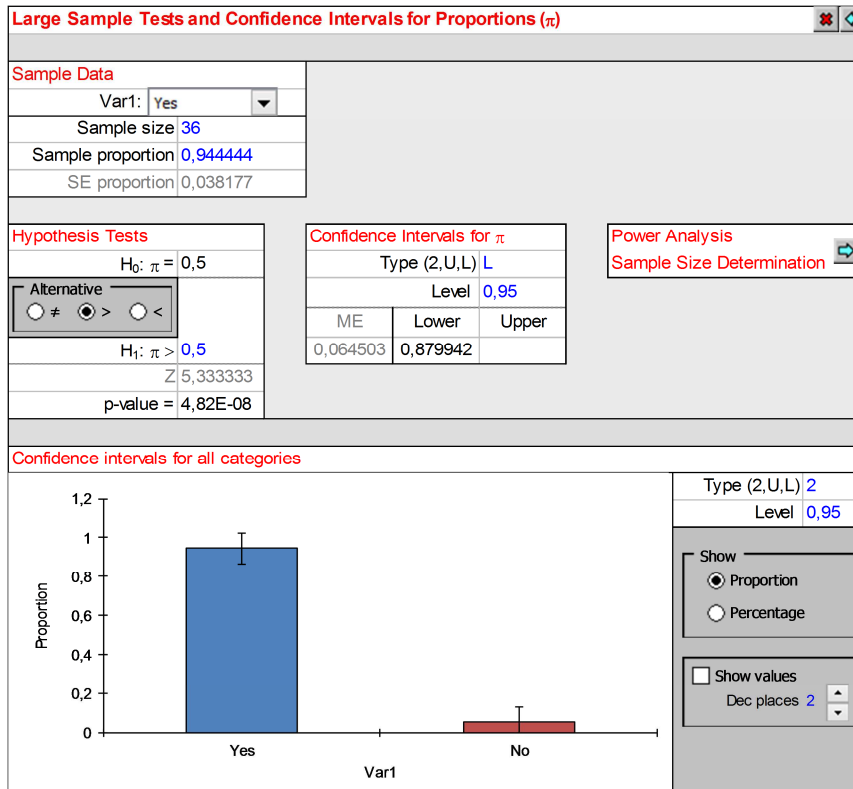 Large Sample Tests and Confidence Intervals for Proportions (π)
Sample Data
Var1: Yes
Sample size 36
Sample proportion 0,944444
SE proportion 0,038177
Hypothesis Tests
H₀: π = 0,5
Alternative
≠ > <
H₁: π > 0,5
Z 5,333333
p-value = 4,82E-08
Confidence Intervals for π
Type (2,U,L) L
Level 0,95
ME Lower Upper
0,064503 0,879942
Power Analysis
Sample Size Determination
Confidence intervals for all categories
1,2
1
0,8
0,6
0,4
0,2
0
Proportion
Yes No
Var1
Type (2,U,L) 2
Level 0,95
Show
Proportion
Percentage
Show values
Dec places 2